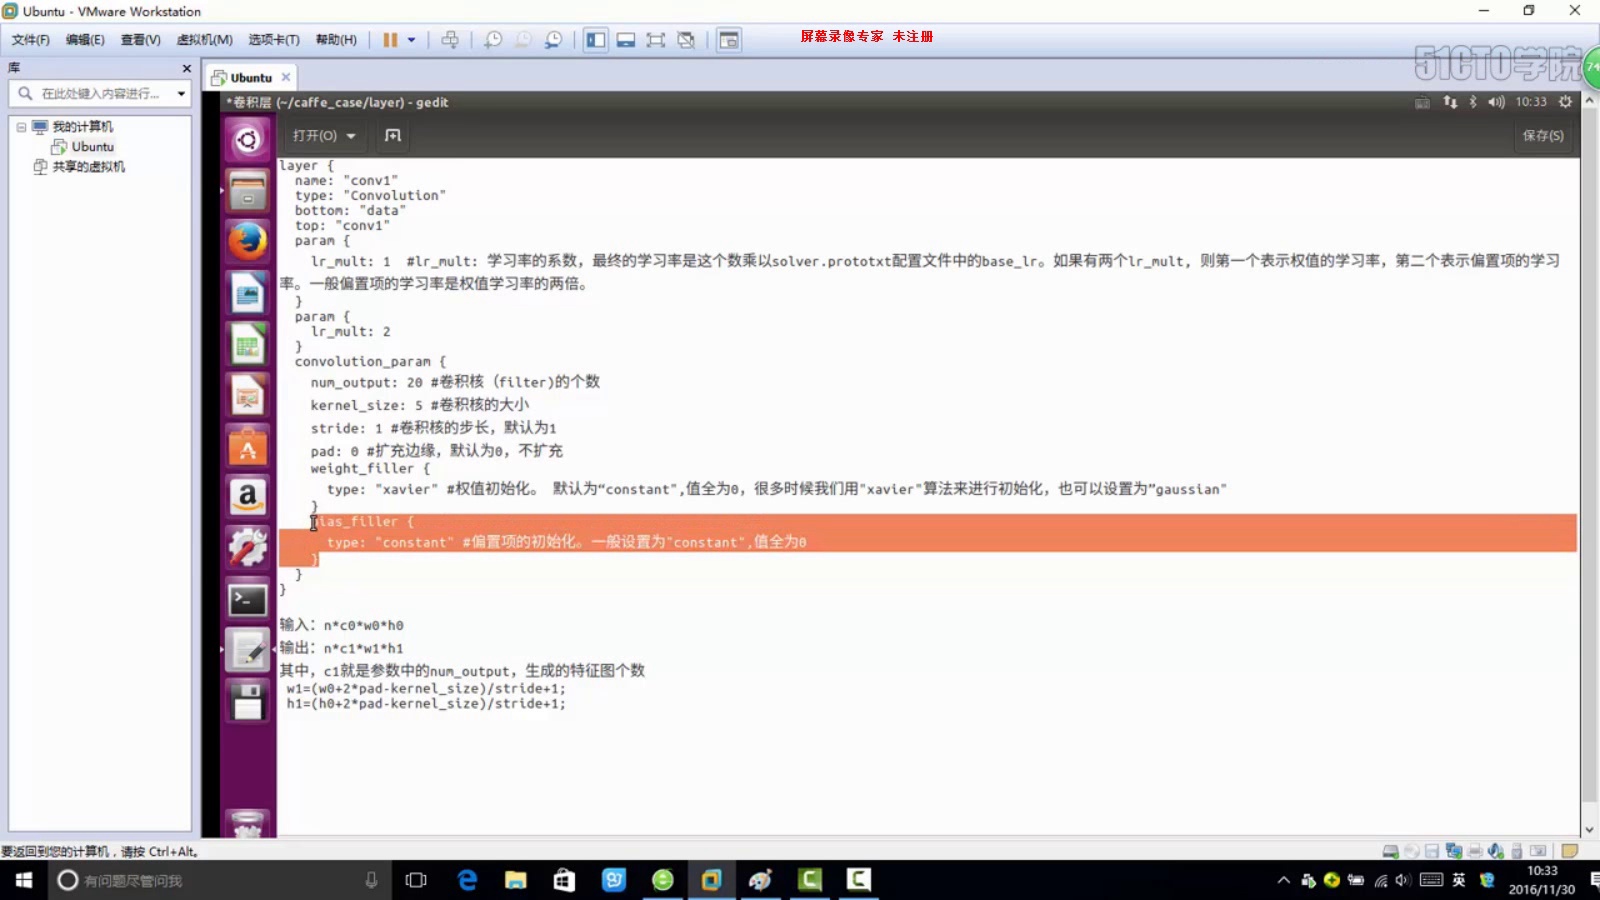 Ubuntu - VMware Workstation
文件(F) 编辑(E) 查看(V) 虚拟机(M) 选项卡(T) 帮助(H)
屏幕录像专家 未注册
51CTO学院
74
库
Ubuntu
在此处键入内容进行...
我的计算机
Ubuntu
共享的虚拟机
*卷积层 (~/caffe_case/layer) - gedit
10:33
打开(O)
保存(S)
layer {
name: "conv1"
type: "Convolution"
bottom: "data"
top: "conv1"
param {
lr_mult: 1 #lr_mult: 学习率的系数，最终的学习率是这个数乘以solver.prototxt配置文件中的base_lr。如果有两个lr_mult, 则第一个表示权值的学习率，第二个表示偏置项的学习
率。一般偏置项的学习率是权值学习率的两倍。
}
param {
lr_mult: 2
}
convolution_param {
num_output: 20 #卷积核（filter)的个数
kernel_size: 5 #卷积核的大小
stride: 1 #卷积核的步长，默认为1
pad: 0 #扩充边缘，默认为0，不扩充
weight_filler {
type: "xavier" #权值初始化。 默认为“constant",值全为0，很多时候我们用"xavier"算法来进行初始化，也可以设置为”gaussian"
}
bias_filler {
type: "constant" #偏置项的初始化。一般设置为"constant",值全为0
}
}
}
输入：n*c0*w0*h0
输出：n*c1*w1*h1
其中，c1就是参数中的num_output，生成的特征图个数
w1=(w0+2*pad-kernel_size)/stride+1;
h1=(h0+2*pad-kernel_size)/stride+1;
要返回到您的计算机，请按 Ctrl+Alt。
有问题尽管问我
英
10:33
2016/11/30